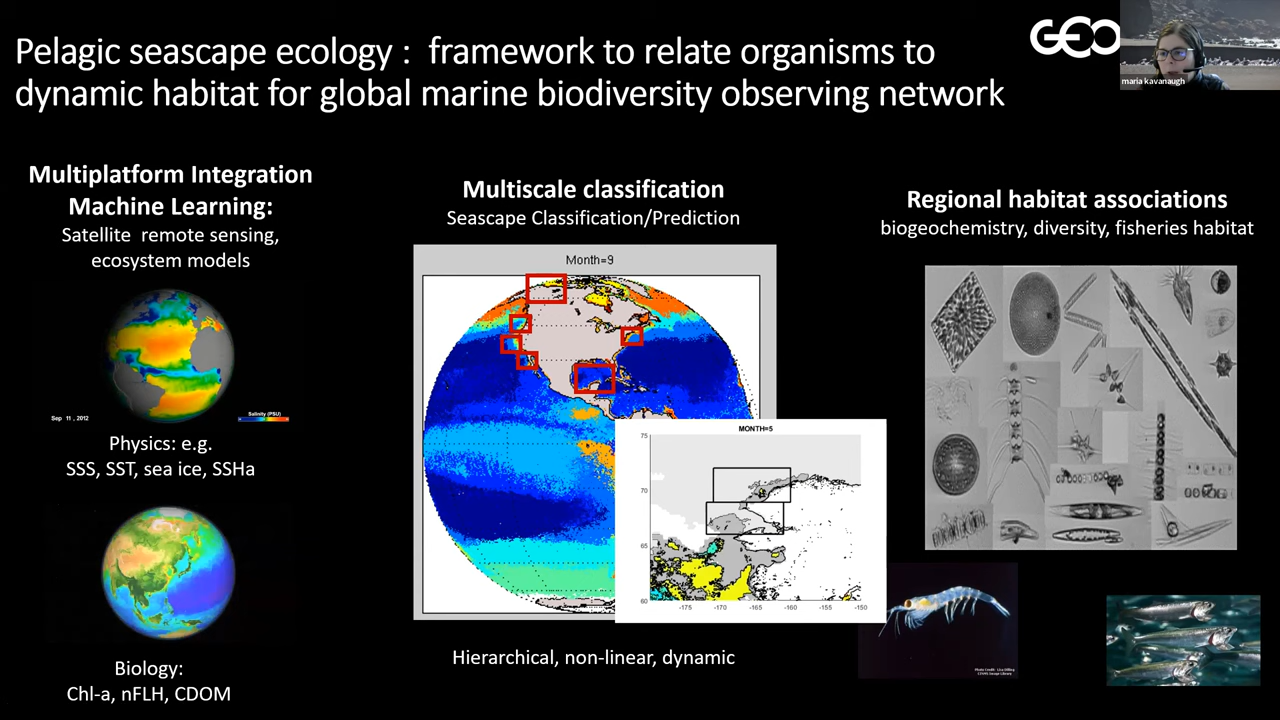 Pelagic seascape ecology :  framework to relate organisms to
dynamic habitat for global marine biodiversity observing network
GEO
maria kavanaugh
Multiplatform Integration
Machine Learning:
Satellite  remote sensing,
ecosystem models
Sep 11, 2012
Salinity (PSU)
Physics: e.g.
SSS, SST, sea ice, SSHa
Biology:
Chl-a, nFLH, CDOM
Multiscale classification
Seascape Classification/Prediction
Month=9
MONTH=5
75
70
65
60
-175 -170 -165 -160 -155 -150
Hierarchical, non-linear, dynamic
Regional habitat associations
biogeochemistry, diversity, fisheries habitat